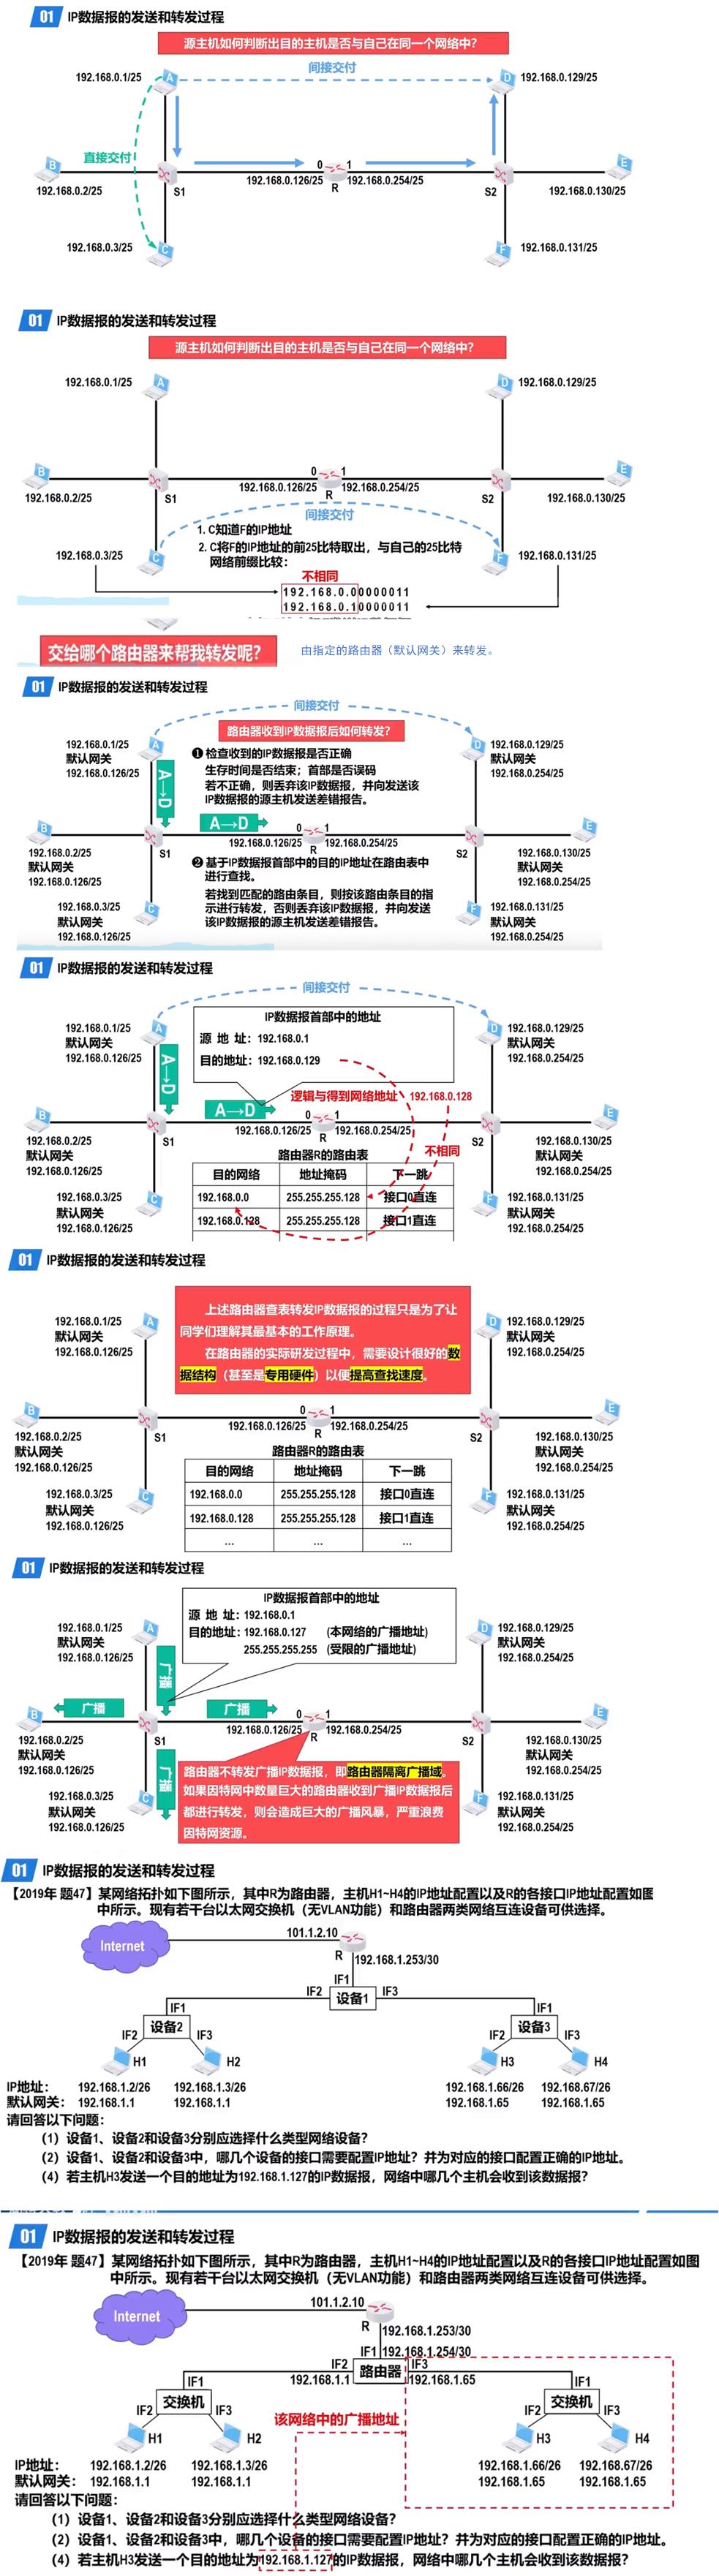 01 IP数据报的发送和转发过程
源主机如何判断出目的主机是否与自己在同一个网络中？
间接交付
192.168.0.1/25
A
D
192.168.0.129/25
直接交付
B
0
1
E
192.168.0.2/25
S1
192.168.0.126/25
R
192.168.0.254/25
S2
192.168.0.130/25
192.168.0.3/25
C
F
192.168.0.131/25
01 IP数据报的发送和转发过程
源主机如何判断出目的主机是否与自己在同一个网络中？
192.168.0.1/25
A
D
192.168.0.129/25
B
0
1
E
192.168.0.2/25
S1
192.168.0.126/25
R
192.168.0.254/25
S2
192.168.0.130/25
间接交付
1. C知道F的IP地址
2. C将F的IP地址的前25比特取出，与自己的25比特
网络前缀比较：
192.168.0.3/25
C
F
192.168.0.131/25
不相同
192.168.0.00000011
192.168.0.10000011
交给哪个路由器来帮我转发呢？
由指定的路由器（默认网关）来转发。
01 IP数据报的发送和转发过程
间接交付
路由器收到IP数据报后如何转发？
192.168.0.1/25
默认网关
192.168.0.126/25
A
D
192.168.0.129/25
默认网关
192.168.0.254/25
❶ 检查收到的IP数据报是否正确
生存时间是否结束；首部是否误码
若不正确，则丢弃该IP数据报，并向发送该
IP数据报的源主机发送差错报告。
A→D
A→D
B
0
1
E
192.168.0.2/25
默认网关
192.168.0.126/25
S1
192.168.0.126/25
R
192.168.0.254/25
S2
192.168.0.130/25
默认网关
192.168.0.254/25
❷ 基于IP数据报首部中的目的IP地址在路由表中
进行查找。
若找到匹配的路由条目，则按该路由条目的指
示进行转发，否则丢弃该IP数据报，并向发送
该IP数据报的源主机发送差错报告。
192.168.0.3/25
默认网关
192.168.0.126/25
C
F
192.168.0.131/25
默认网关
192.168.0.254/25
01 IP数据报的发送和转发过程
间接交付
IP数据报首部中的地址
源 地 址：192.168.0.1
目的地址：192.168.0.129
192.168.0.1/25
默认网关
192.168.0.126/25
A
D
192.168.0.129/25
默认网关
192.168.0.254/25
A→D
逻辑与得到网络地址 192.168.0.128
A→D
B
0
1
E
192.168.0.2/25
默认网关
192.168.0.126/25
S1
192.168.0.126/25
R
192.168.0.254/25
不相同
S2
192.168.0.130/25
默认网关
192.168.0.254/25
路由器R的路由表
目的网络 地址掩码 下一跳
192.168.0.0 255.255.255.128 接口0直连
192.168.0.128 255.255.255.128 接口1直连
192.168.0.3/25
默认网关
192.168.0.126/25
C
F
192.168.0.131/25
默认网关
192.168.0.254/25
01 IP数据报的发送和转发过程
上述路由器查表转发IP数据报的过程只是为了让
同学们理解其最基本的工作原理。
在路由器的实际研发过程中，需要设计很好的数
据结构（甚至是专用硬件）以便提高查找速度。
192.168.0.1/25
默认网关
192.168.0.126/25
A
D
192.168.0.129/25
默认网关
192.168.0.254/25
B
0
1
E
192.168.0.2/25
默认网关
192.168.0.126/25
S1
192.168.0.126/25
R
192.168.0.254/25
S2
192.168.0.130/25
默认网关
192.168.0.254/25
路由器R的路由表
目的网络 地址掩码 下一跳
192.168.0.0 255.255.255.128 接口0直连
192.168.0.128 255.255.255.128 接口1直连
… … …
192.168.0.3/25
默认网关
192.168.0.126/25
C
F
192.168.0.131/25
默认网关
192.168.0.254/25
01 IP数据报的发送和转发过程
IP数据报首部中的地址
源 地 址：192.168.0.1
目的地址：192.168.0.127 (本网络的广播地址)
255.255.255.255 (受限的广播地址)
192.168.0.1/25
默认网关
192.168.0.126/25
A
D
192.168.0.129/25
默认网关
192.168.0.254/25
广播
广播
广播
B
0
1
E
192.168.0.2/25
默认网关
192.168.0.126/25
S1
192.168.0.126/25
R
192.168.0.254/25
S2
192.168.0.130/25
默认网关
192.168.0.254/25
广播
路由器不转发广播IP数据报，即路由器隔离广播域。
如果因特网中数量巨大的路由器收到广播IP数据报后
都进行转发，则会造成巨大的广播风暴，严重浪费
因特网资源。
192.168.0.3/25
默认网关
192.168.0.126/25
C
F
192.168.0.131/25
默认网关
192.168.0.254/25
01 IP数据报的发送和转发过程
【2019年 题47】某网络拓扑如下图所示，其中R为路由器，主机H1~H4的IP地址配置以及R的各接口IP地址配置如图
中所示。现有若干台以太网交换机（无VLAN功能）和路由器两类网络互连设备可供选择。
Internet
101.1.2.10
R
192.168.1.253/30
IF1
IF2
设备1
IF3
IF1
设备2
IF2
IF3
IF1
设备3
IF2
IF3
H1
H2
H3
H4
IP地址： 192.168.1.2/26 192.168.1.3/26 192.168.1.66/26 192.168.67/26
默认网关：192.168.1.1 192.168.1.1 192.168.1.65 192.168.1.65
请回答以下问题：
（1）设备1、设备2和设备3分别应选择什么类型网络设备？
（2）设备1、设备2和设备3中，哪几个设备的接口需要配置IP地址？并为对应的接口配置正确的IP地址。
（4）若主机H3发送一个目的地址为192.168.1.127的IP数据报，网络中哪几个主机会收到该数据报？
01 IP数据报的发送和转发过程
【2019年 题47】某网络拓扑如下图所示，其中R为路由器，主机H1~H4的IP地址配置以及R的各接口IP地址配置如图
中所示。现有若干台以太网交换机（无VLAN功能）和路由器两类网络互连设备可供选择。
Internet
101.1.2.10
R
192.168.1.253/30
IF1
192.168.1.254/30
IF2
路由器
IF3
192.168.1.1
192.168.1.65
IF1
交换机
IF2
IF3
该网络中的广播地址
IF1
交换机
IF2
IF3
H1
H2
H3
H4
IP地址： 192.168.1.2/26 192.168.1.3/26 192.168.1.66/26 192.168.67/26
默认网关：192.168.1.1 192.168.1.1 192.168.1.65 192.168.1.65
请回答以下问题：
（1）设备1、设备2和设备3分别应选择什么类型网络设备？
（2）设备1、设备2和设备3中，哪几个设备的接口需要配置IP地址？并为对应的接口配置正确的IP地址。
（4）若主机H3发送一个目的地址为192.168.1.127的IP数据报，网络中哪几个主机会收到该数据报？